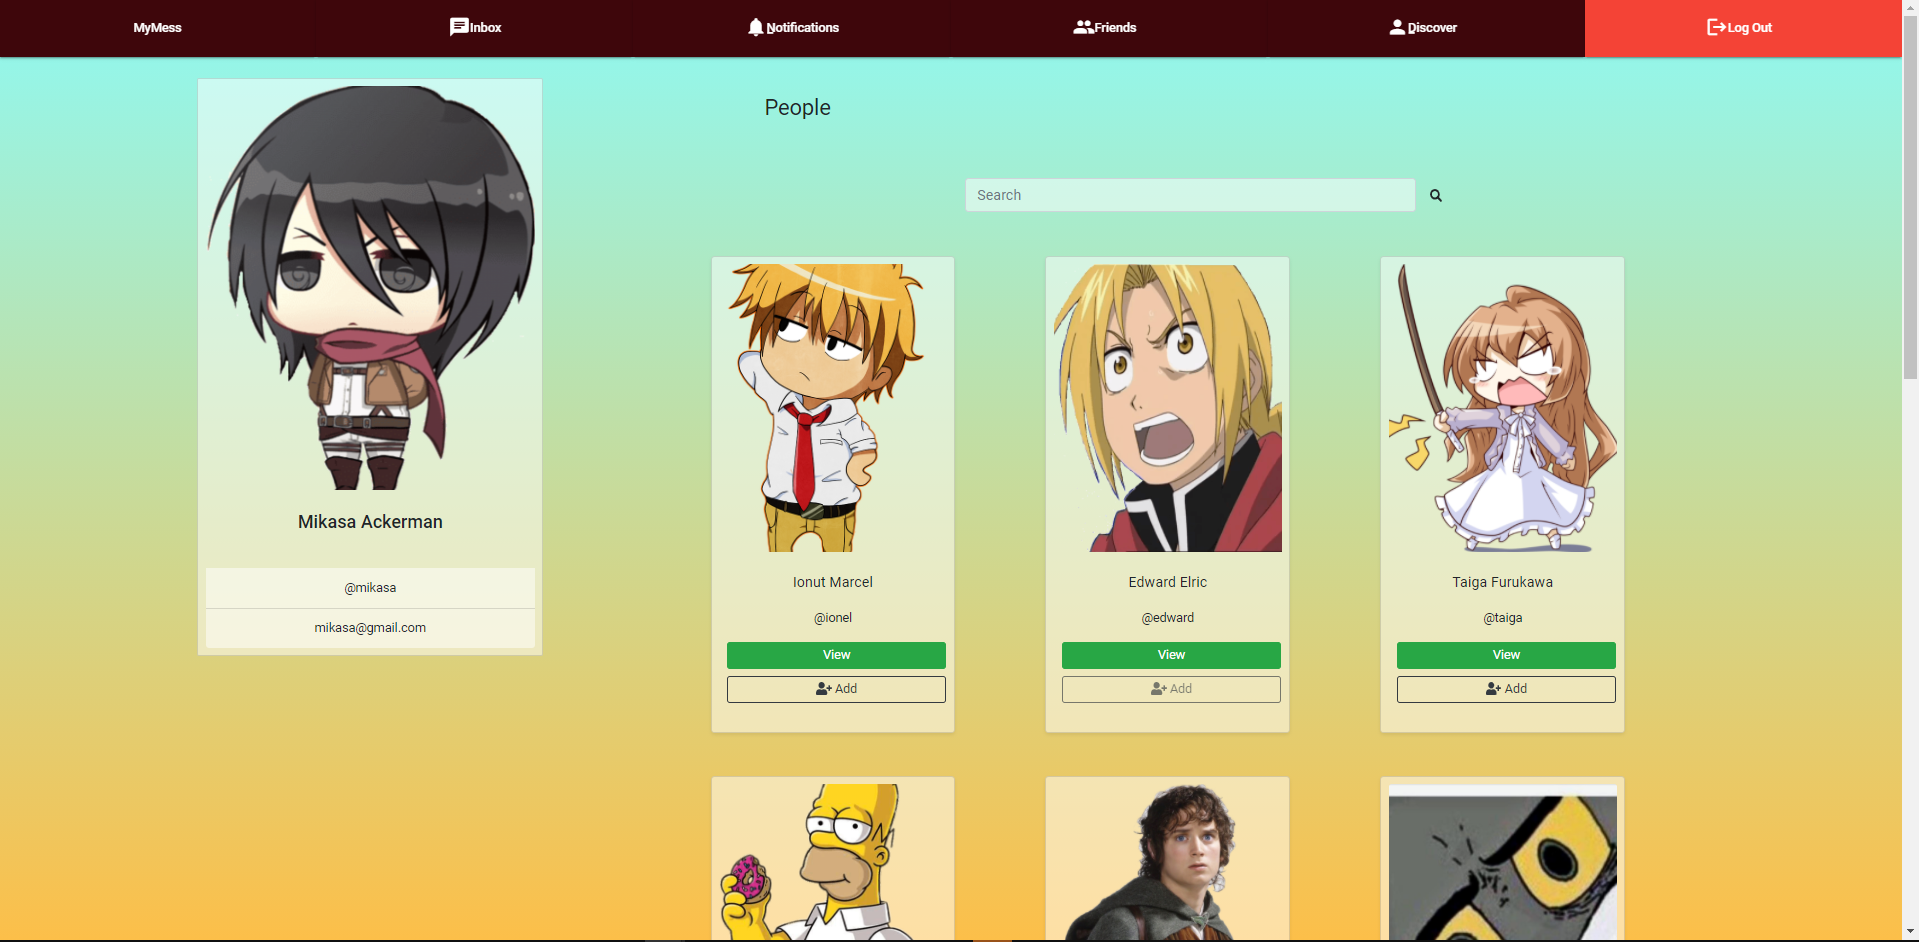 MyMess
Inbox
Notifications
Friends
Discover
Log Out
People
Search
Mikasa Ackerman
@mikasa
mikasa@gmail.com
Ionut Marcel
@ionel
View
Add
Edward Elric
@edward
View
Add
Taiga Furukawa
@taiga
View
Add